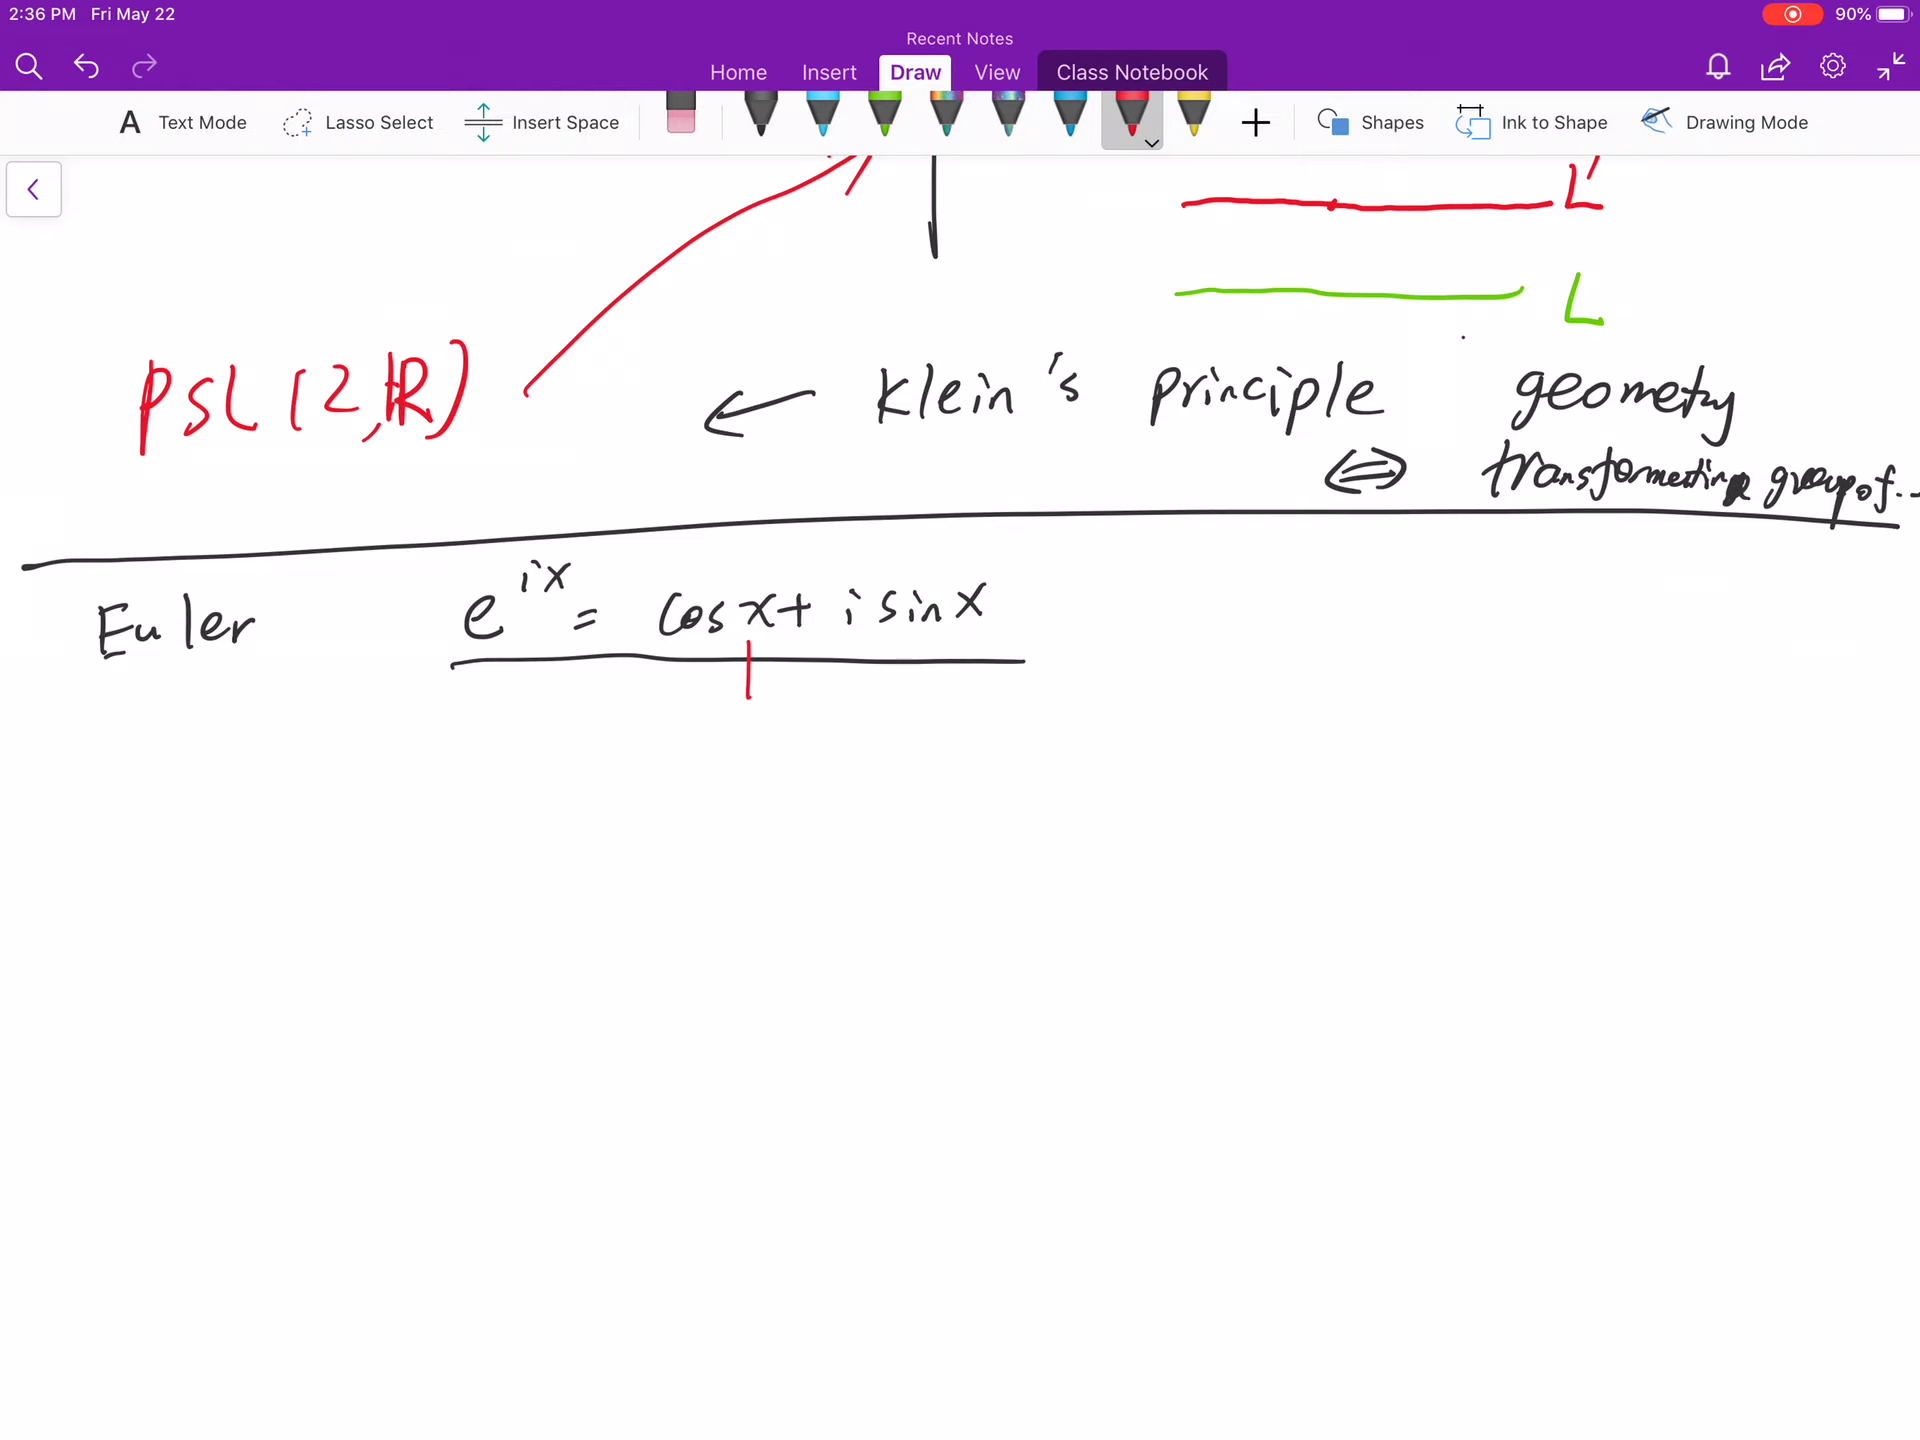 2:36 PM Fri May 22
90%
Recent Notes
Home Insert Draw View Class Notebook
A Text Mode Lasso Select Insert Space Shapes Ink to Shape Drawing Mode
L'
L
PSL(2,ℝ)
← Klein's principle geometry
⇔ transformation group of...
Euler e^{ix} = cos x + i sin x